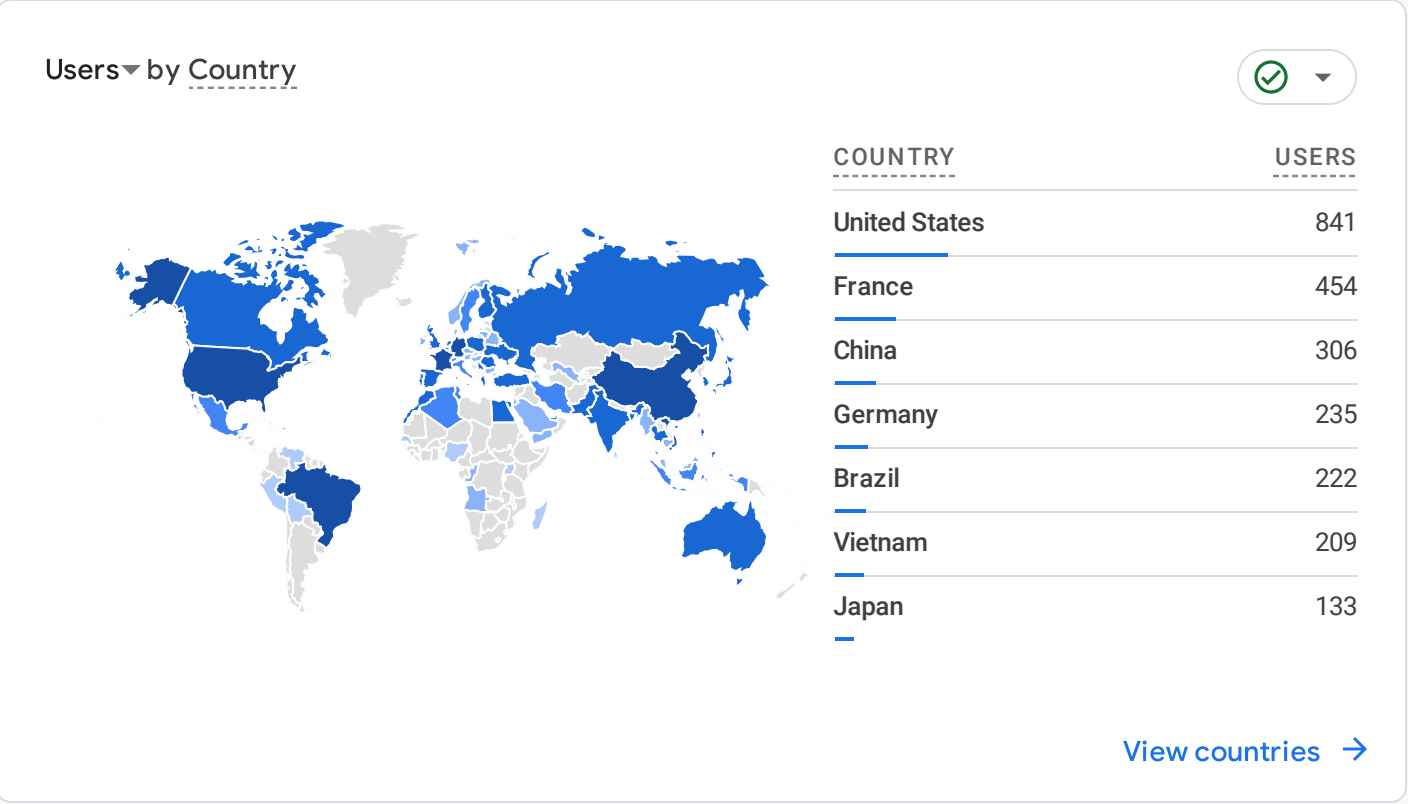 Users by Country
COUNTRY USERS
United States 841
France 454
China 306
Germany 235
Brazil 222
Vietnam 209
Japan 133
View countries